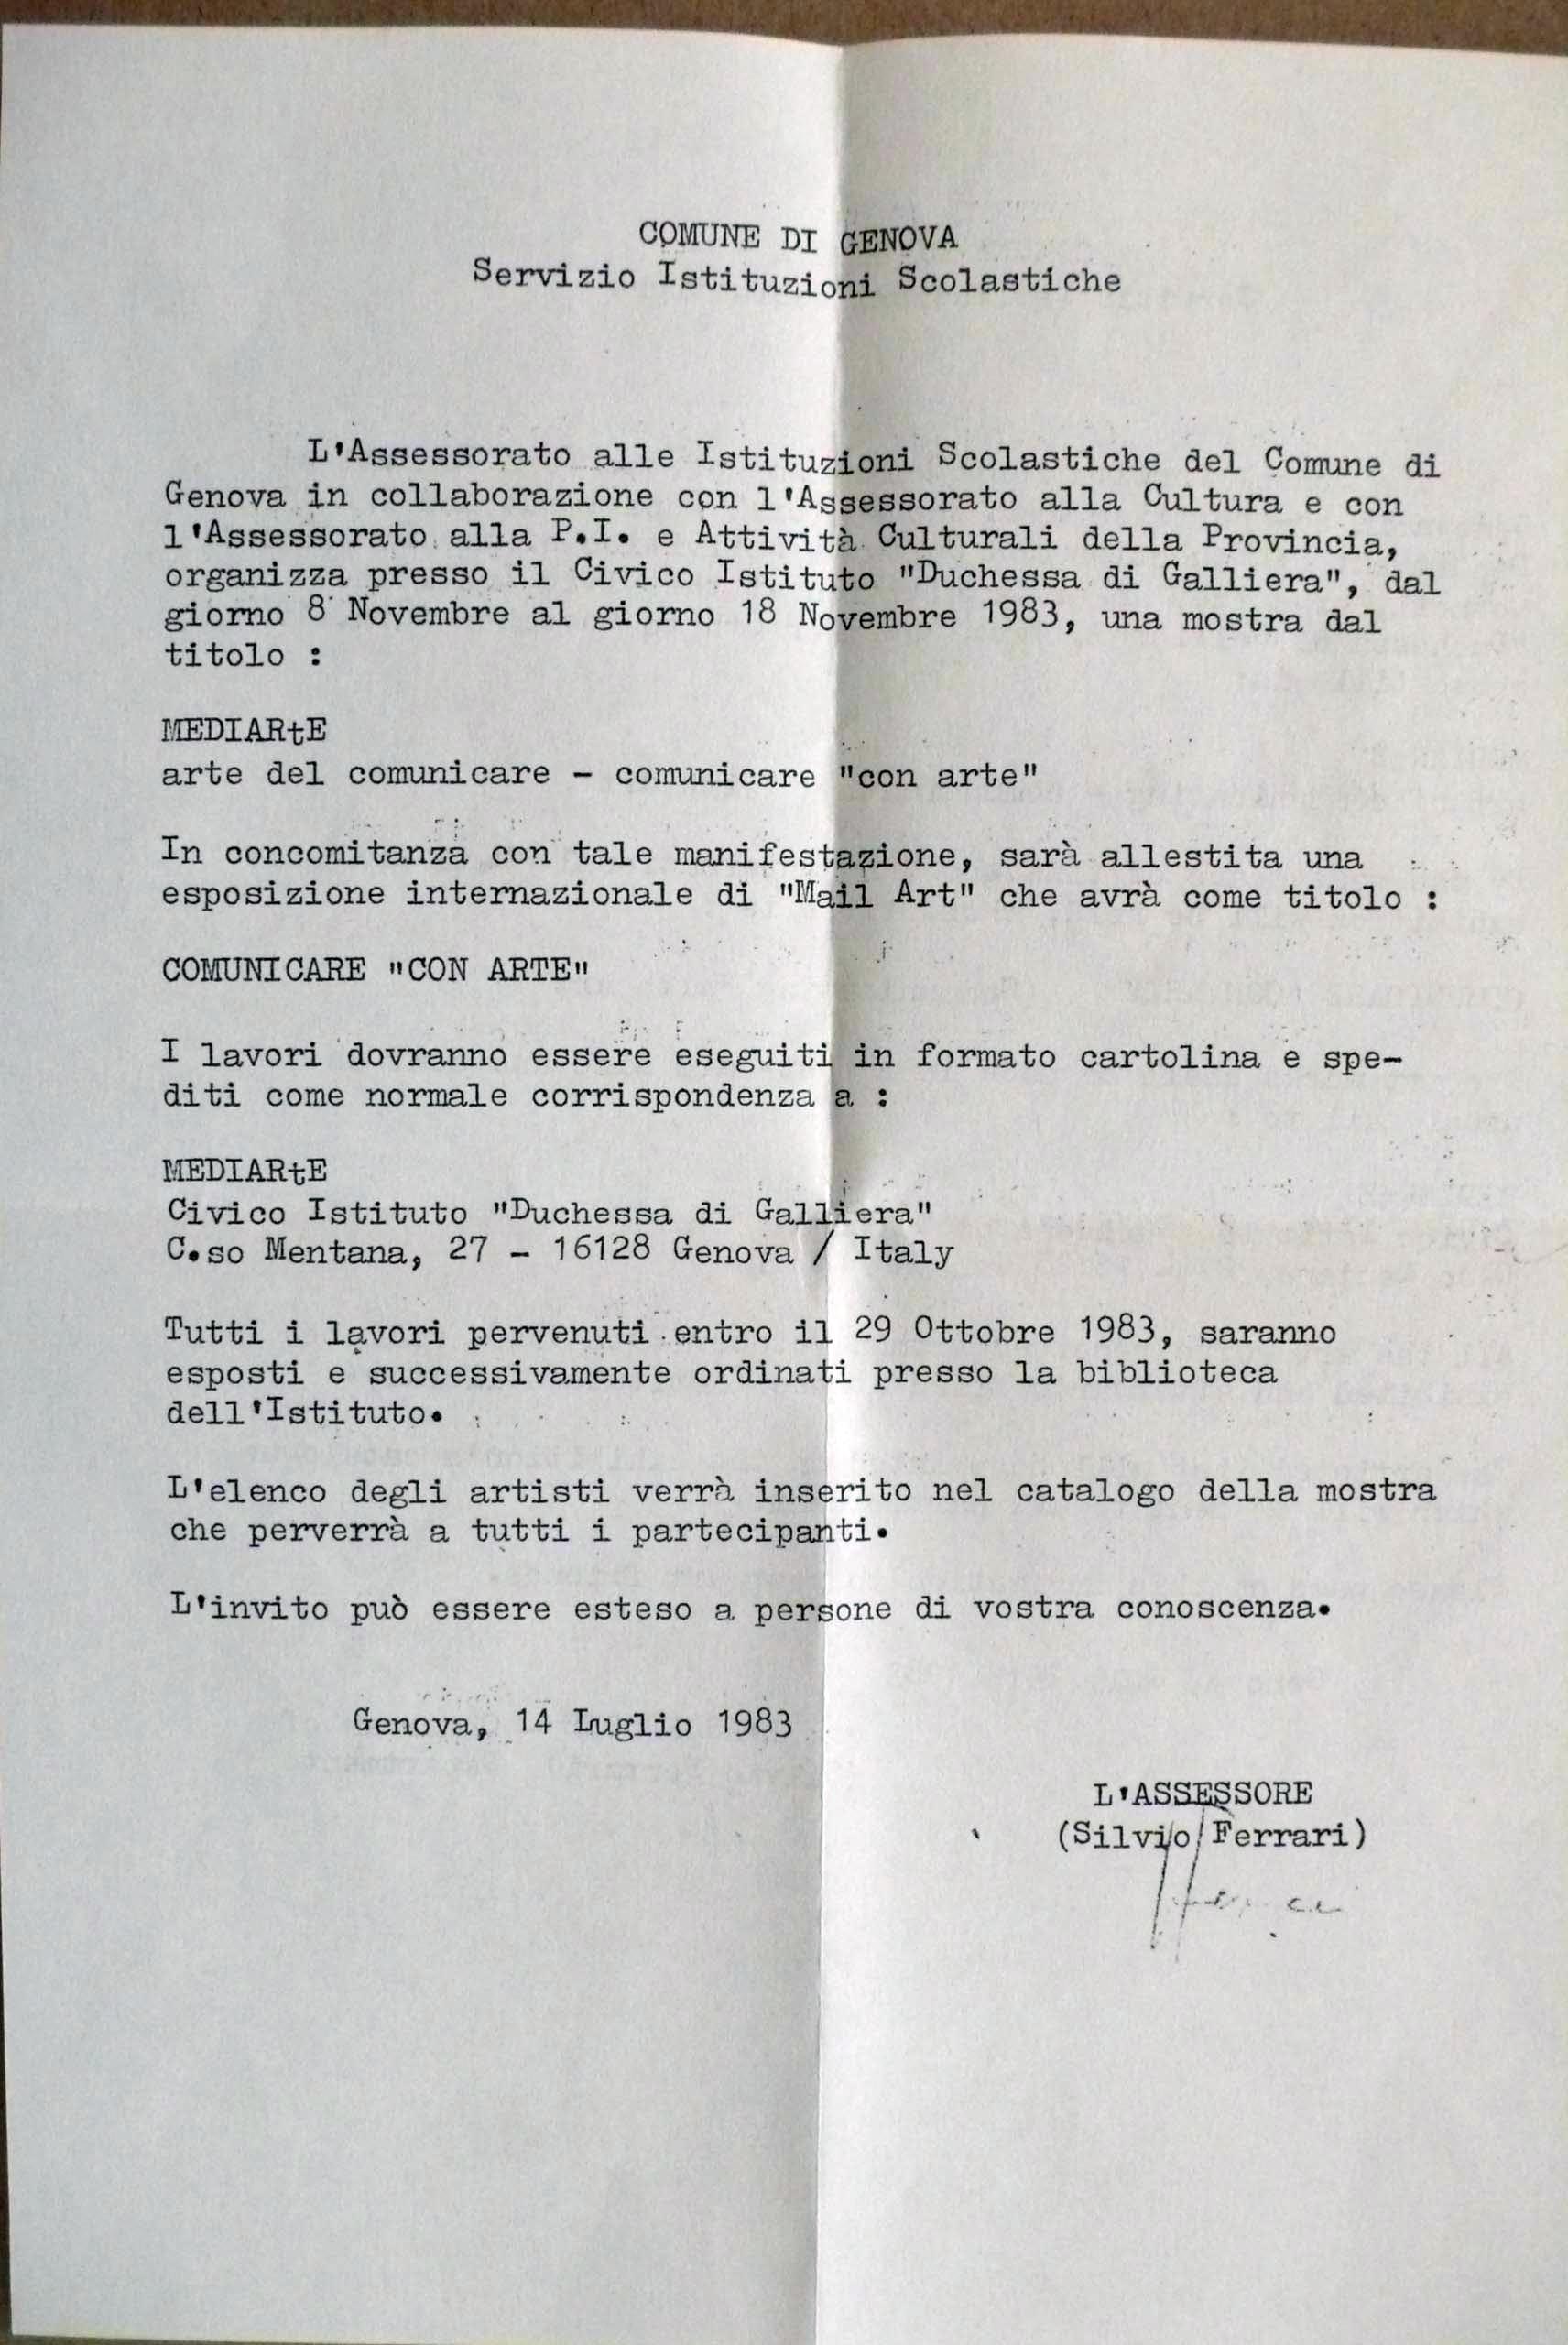 COMUNE DI GENOVA
Servizio Istituzioni Scolastiche
L'Assessorato alle Istituzioni Scolastiche del Comune di
Genova in collaborazione con l'Assessorato alla Cultura e con
l'Assessorato alla P.I. e Attività Culturali della Provincia,
organizza presso il Civico Istituto "Duchessa di Galliera", dal
giorno 8 Novembre al giorno 18 Novembre 1983, una mostra dal
titolo :
MEDIARtE
arte del comunicare - comunicare "con arte"
In concomitanza con tale manifestazione, sarà allestita una
esposizione internazionale di "Mail Art" che avrà come titolo :
COMUNICARE "CON ARTE"
I lavori dovranno essere eseguiti in formato cartolina e spe-
diti come normale corrispondenza a :
MEDIARtE
Civico Istituto "Duchessa di Galliera"
C.so Mentana, 27 - 16128 Genova / Italy
Tutti i lavori pervenuti entro il 29 Ottobre 1983, saranno
esposti e successivamente ordinati presso la biblioteca
dell'Istituto.
L'elenco degli artisti verrà inserito nel catalogo della mostra
che perverrà a tutti i partecipanti.
L'invito può essere esteso a persone di vostra conoscenza.
Genova, 14 Luglio 1983
L'ASSESSORE
(Silvio Ferrari)